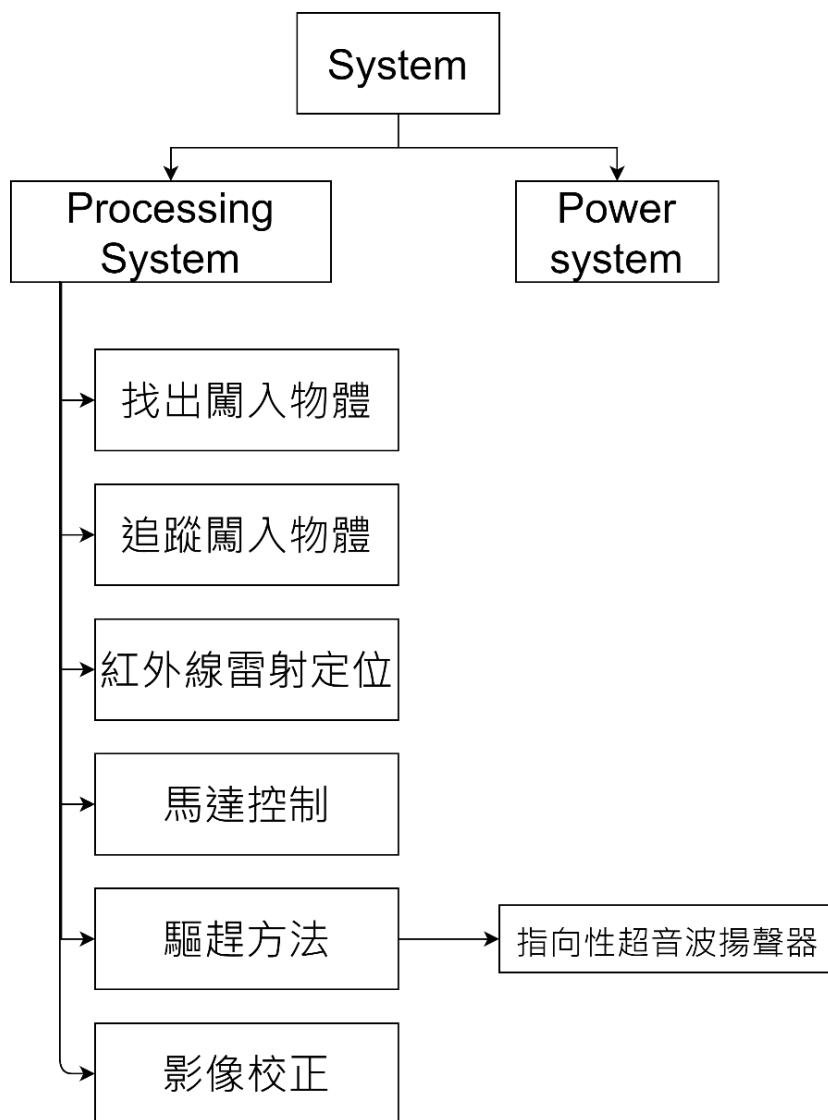 System
Processing
System
Power
system
找出闖入物體
追蹤闖入物體
紅外線雷射定位
馬達控制
驅趕方法
指向性超音波揚聲器
影像校正